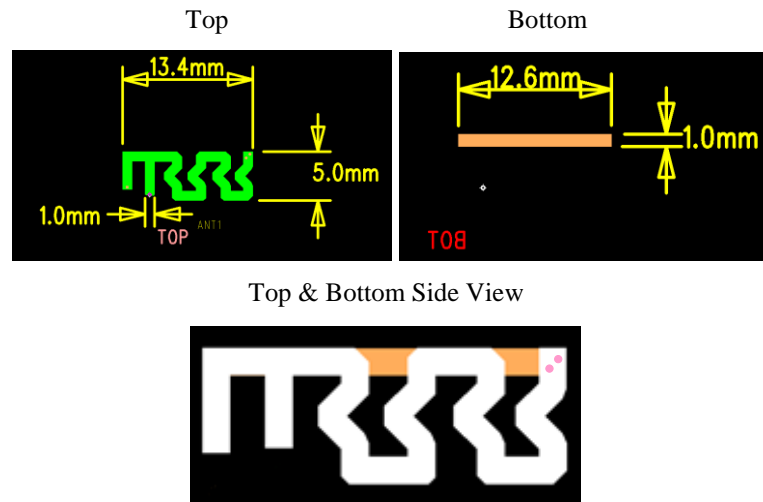 Top
Bottom
13.4mm
5.0mm
1.0mm
TOP
ANT1
12.6mm
1.0mm
BOT
Top & Bottom Side View